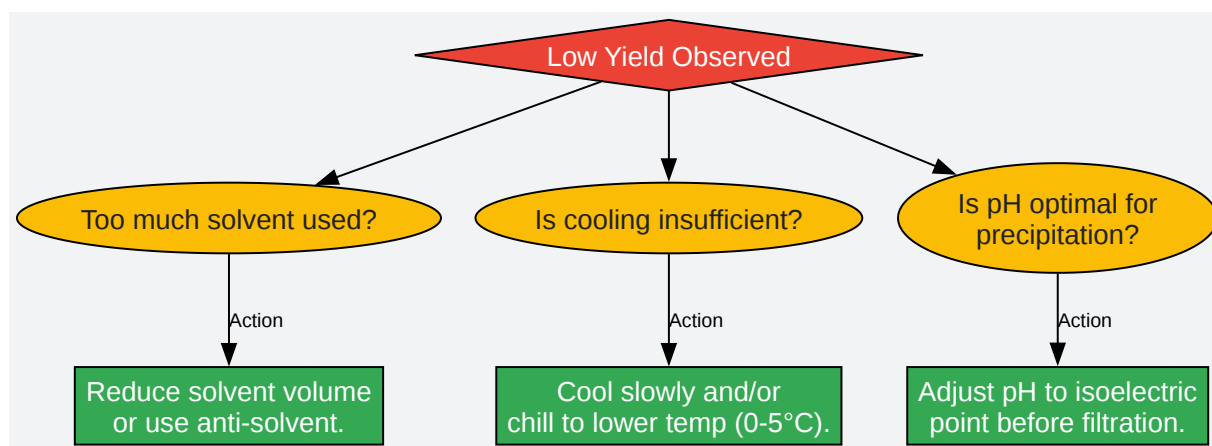 Low Yield Observed
Too much solvent used?
Is cooling insufficient?
Is pH optimal for
precipitation?
Action
Action
Action
Reduce solvent volume
or use anti-solvent.
Cool slowly and/or
chill to lower temp (0-5°C).
Adjust pH to isoelectric
point before filtration.